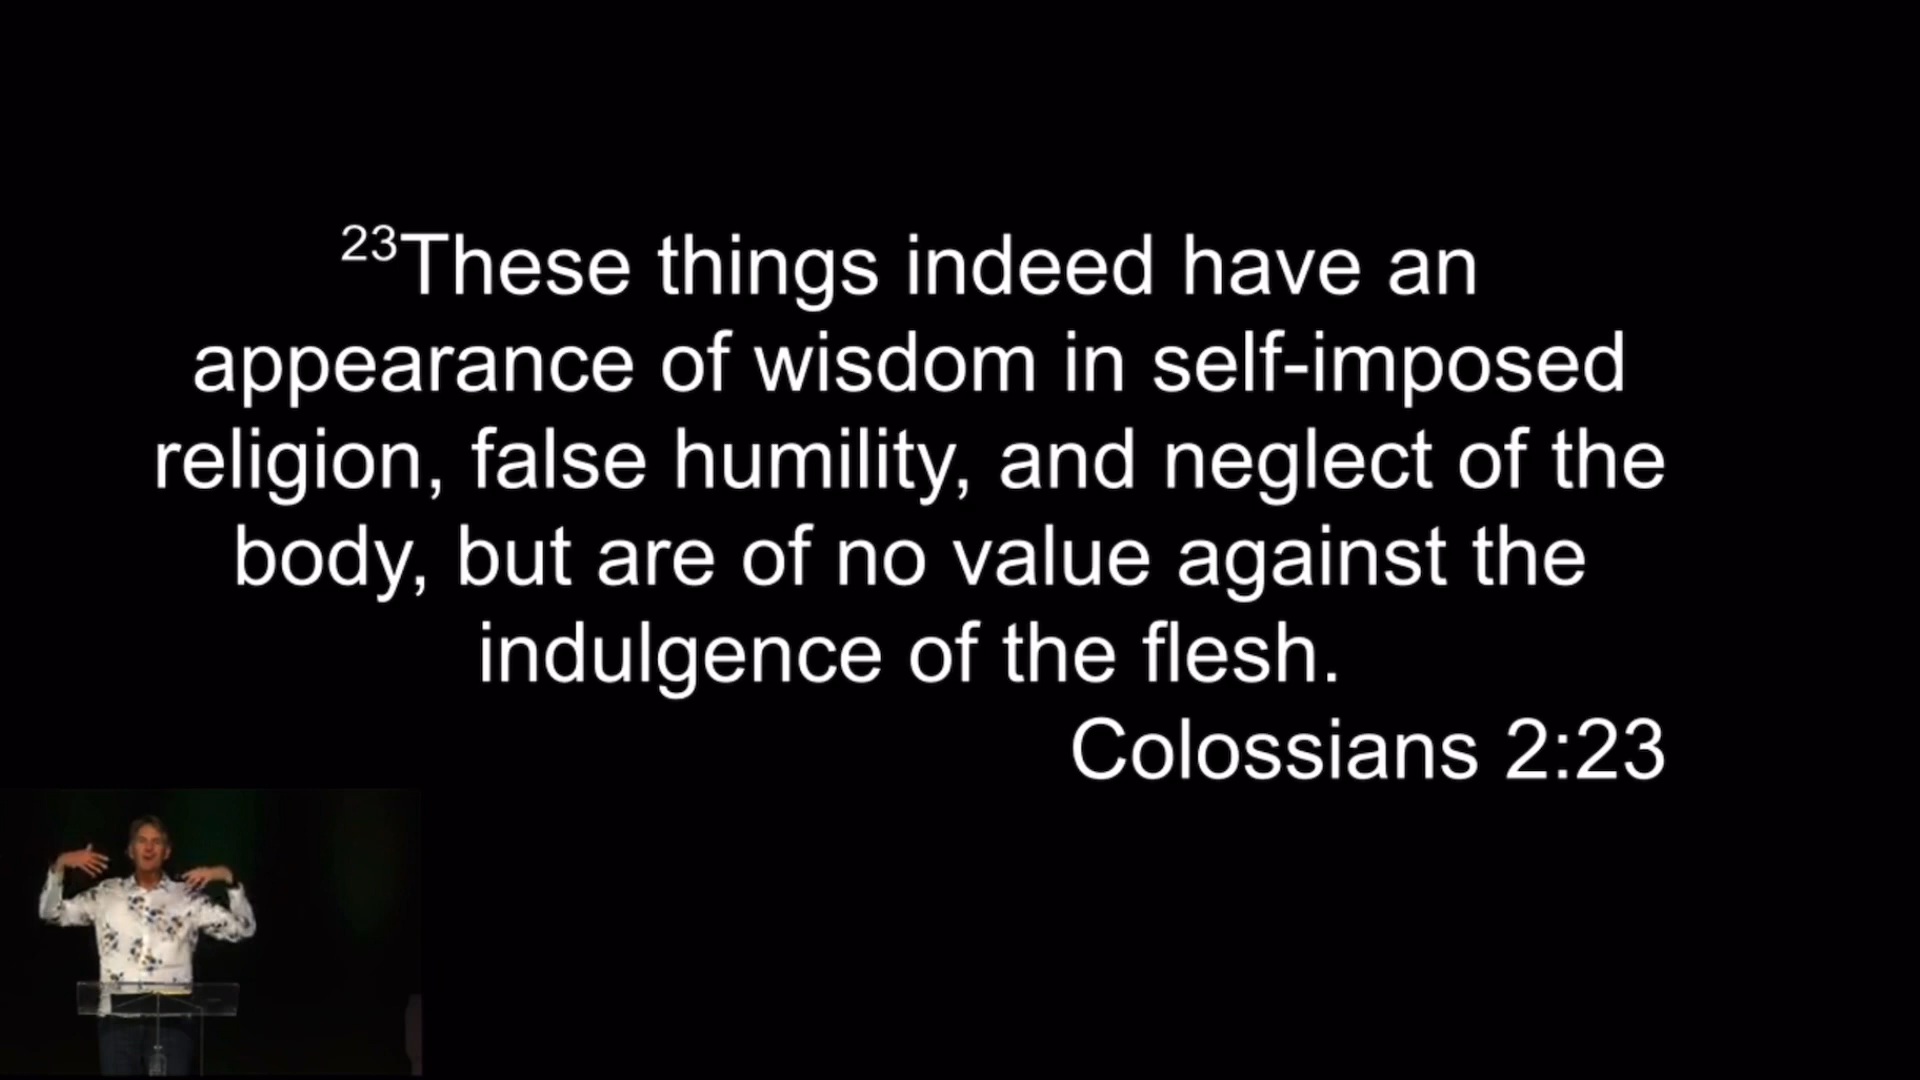 23These things indeed have an
appearance of wisdom in self-imposed
religion, false humility, and neglect of the
body, but are of no value against the
indulgence of the flesh.
Colossians 2:23